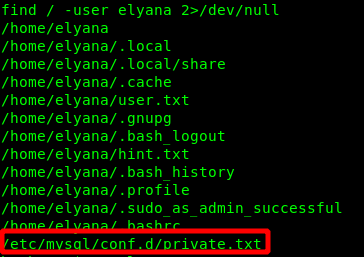 find / -user elyana 2>/dev/null
/home/elyana
/home/elyana/.local
/home/elyana/.local/share
/home/elyana/.cache
/home/elyana/user.txt
/home/elyana/.gnupg
/home/elyana/.bash_logout
/home/elyana/hint.txt
/home/elyana/.bash_history
/home/elyana/.profile
/home/elyana/.sudo_as_admin_successful
/home/elyana/.bashrc
/etc/mysql/conf.d/private.txt